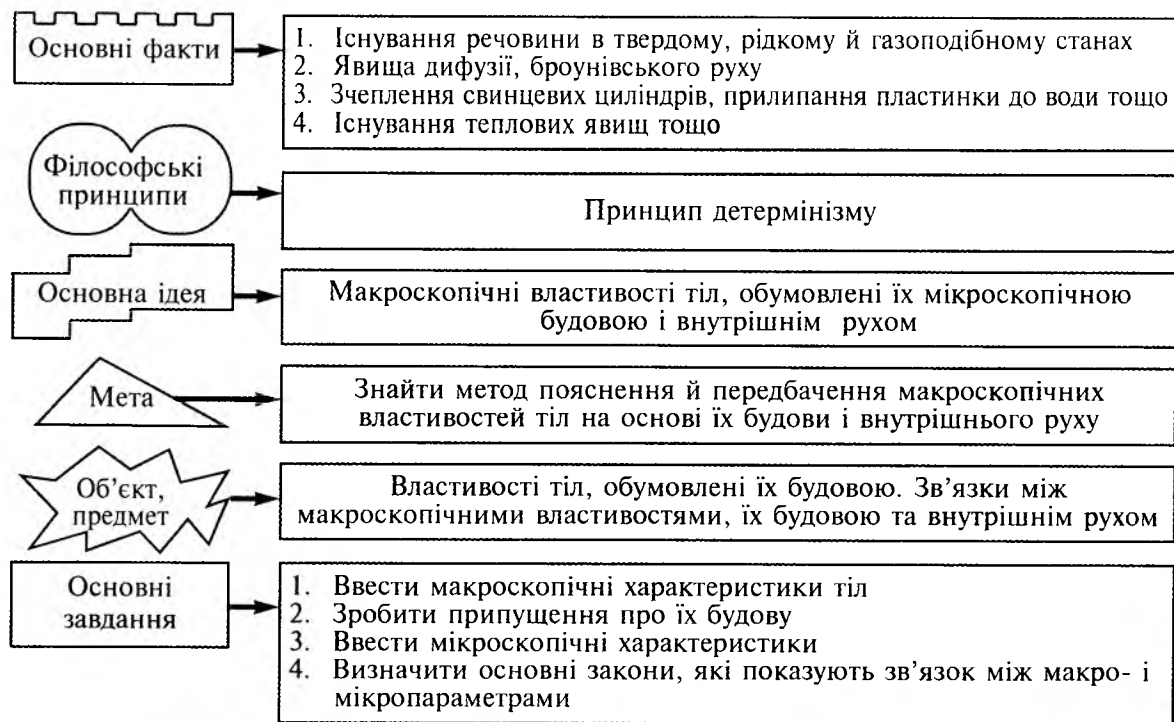 Основні факти
1. Існування речовини в твердому, рідкому й газоподібному станах
2. Явища дифузії, броунівського руху
3. Зчеплення свинцевих циліндрів, прилипання пластинки до води тощо
4. Існування теплових явищ тощо
Філософські
принципи
Принцип детермінізму
Основна ідея
Макроскопічні властивості тіл, обумовлені їх мікроскопічною
будовою і внутрішнім рухом
Мета
Знайти метод пояснення й передбачення макроскопічних
властивостей тіл на основі їх будови і внутрішнього руху
Об'єкт,
предмет
Властивості тіл, обумовлені їх будовою. Зв'язки між
макроскопічними властивостями, їх будовою та внутрішнім рухом
Основні
завдання
1. Ввести макроскопічні характеристики тіл
2. Зробити припущення про їх будову
3. Ввести мікроскопічні характеристики
4. Визначити основні закони, які показують зв'язок між макро- і
мікропараметрами